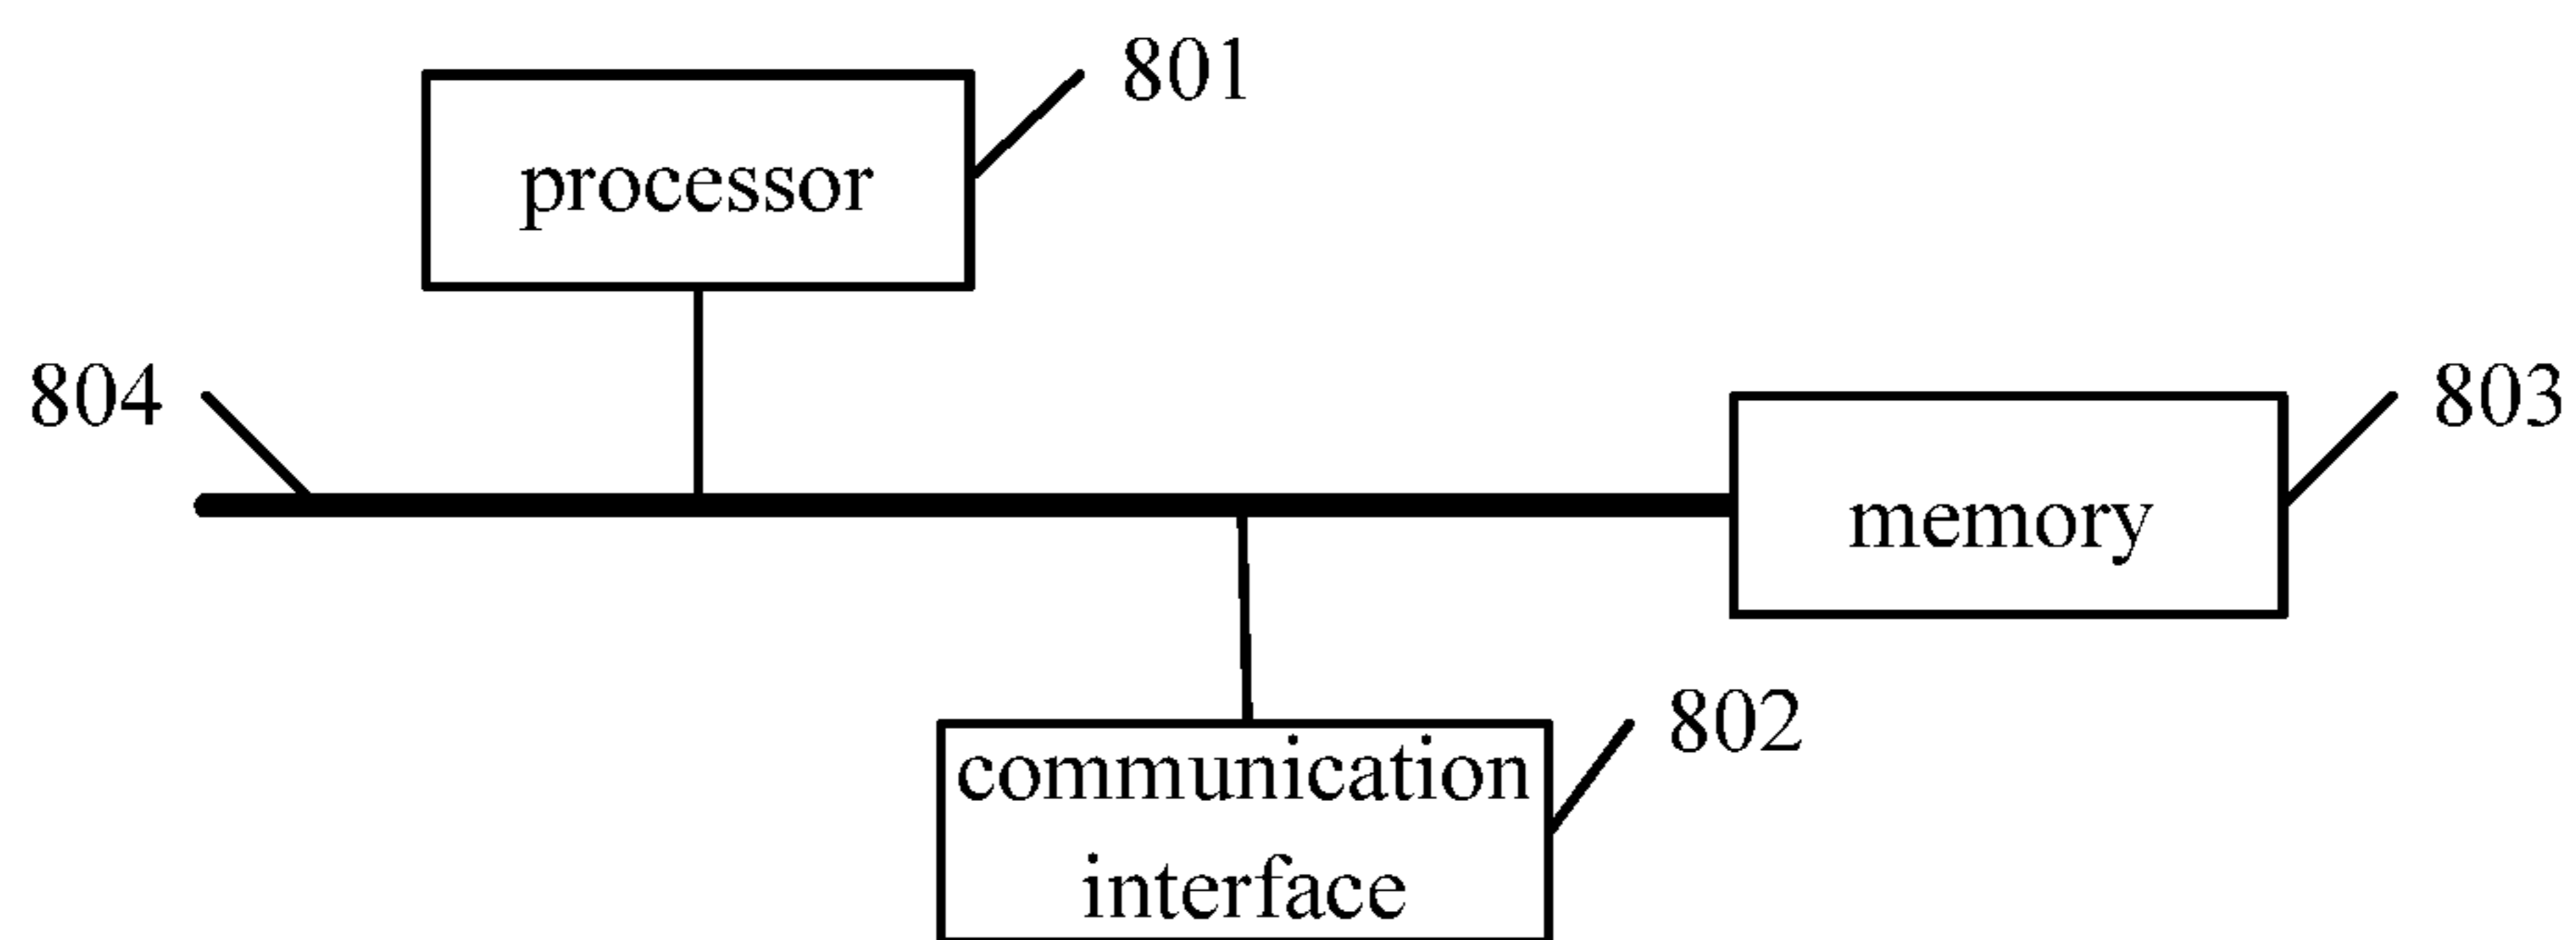 801
processor
804
803
memory
802
communication
interface